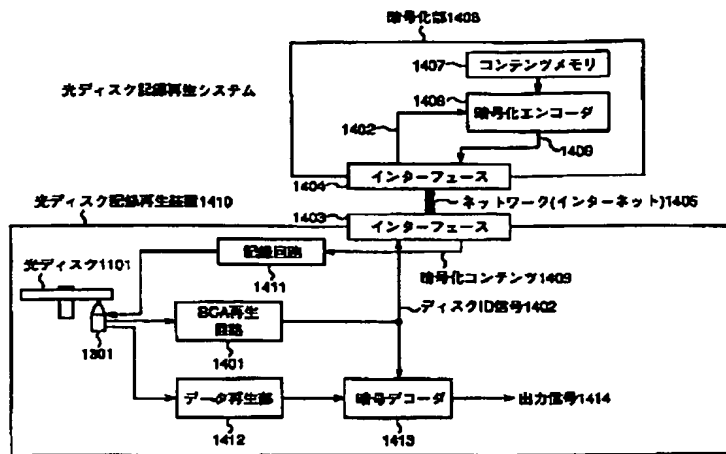 暗号化部1408
1407
コンテンツメモリ
光ディスク記録再生システム
1408
暗号化エンコーダ
1402
1409
インターフェース
1404
ネットワーク(インターネット)1405
光ディスク記録再生装置1410
1403
インターフェース
記録回路
暗号化コンテンツ1409
光ディスク1101
1411
ディスクID信号1402
BCA再生
回路
1301
1401
データ再生部
暗号デコーダ
出力信号1414
1412
1413